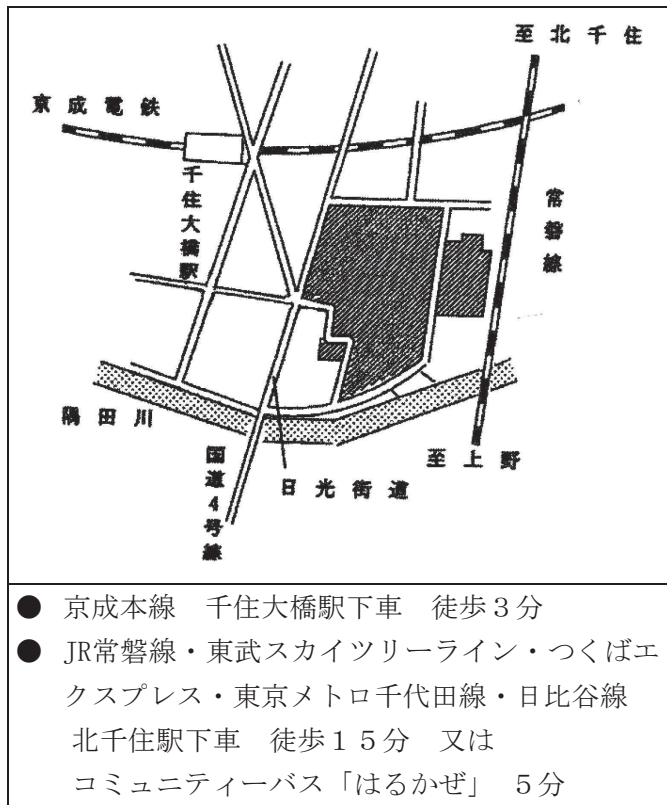 至北千住
京成電鉄
千住大橋駅
常磐線
隅田川
至上野
国道4号線
日光街道
● 京成本線 千住大橋駅下車 徒歩３分
● JR常磐線・東武スカイツリーライン・つくばエ
クスプレス・東京メトロ千代田線・日比谷線
北千住駅下車 徒歩１５分 又は
コミュニティーバス「はるかぜ」 ５分